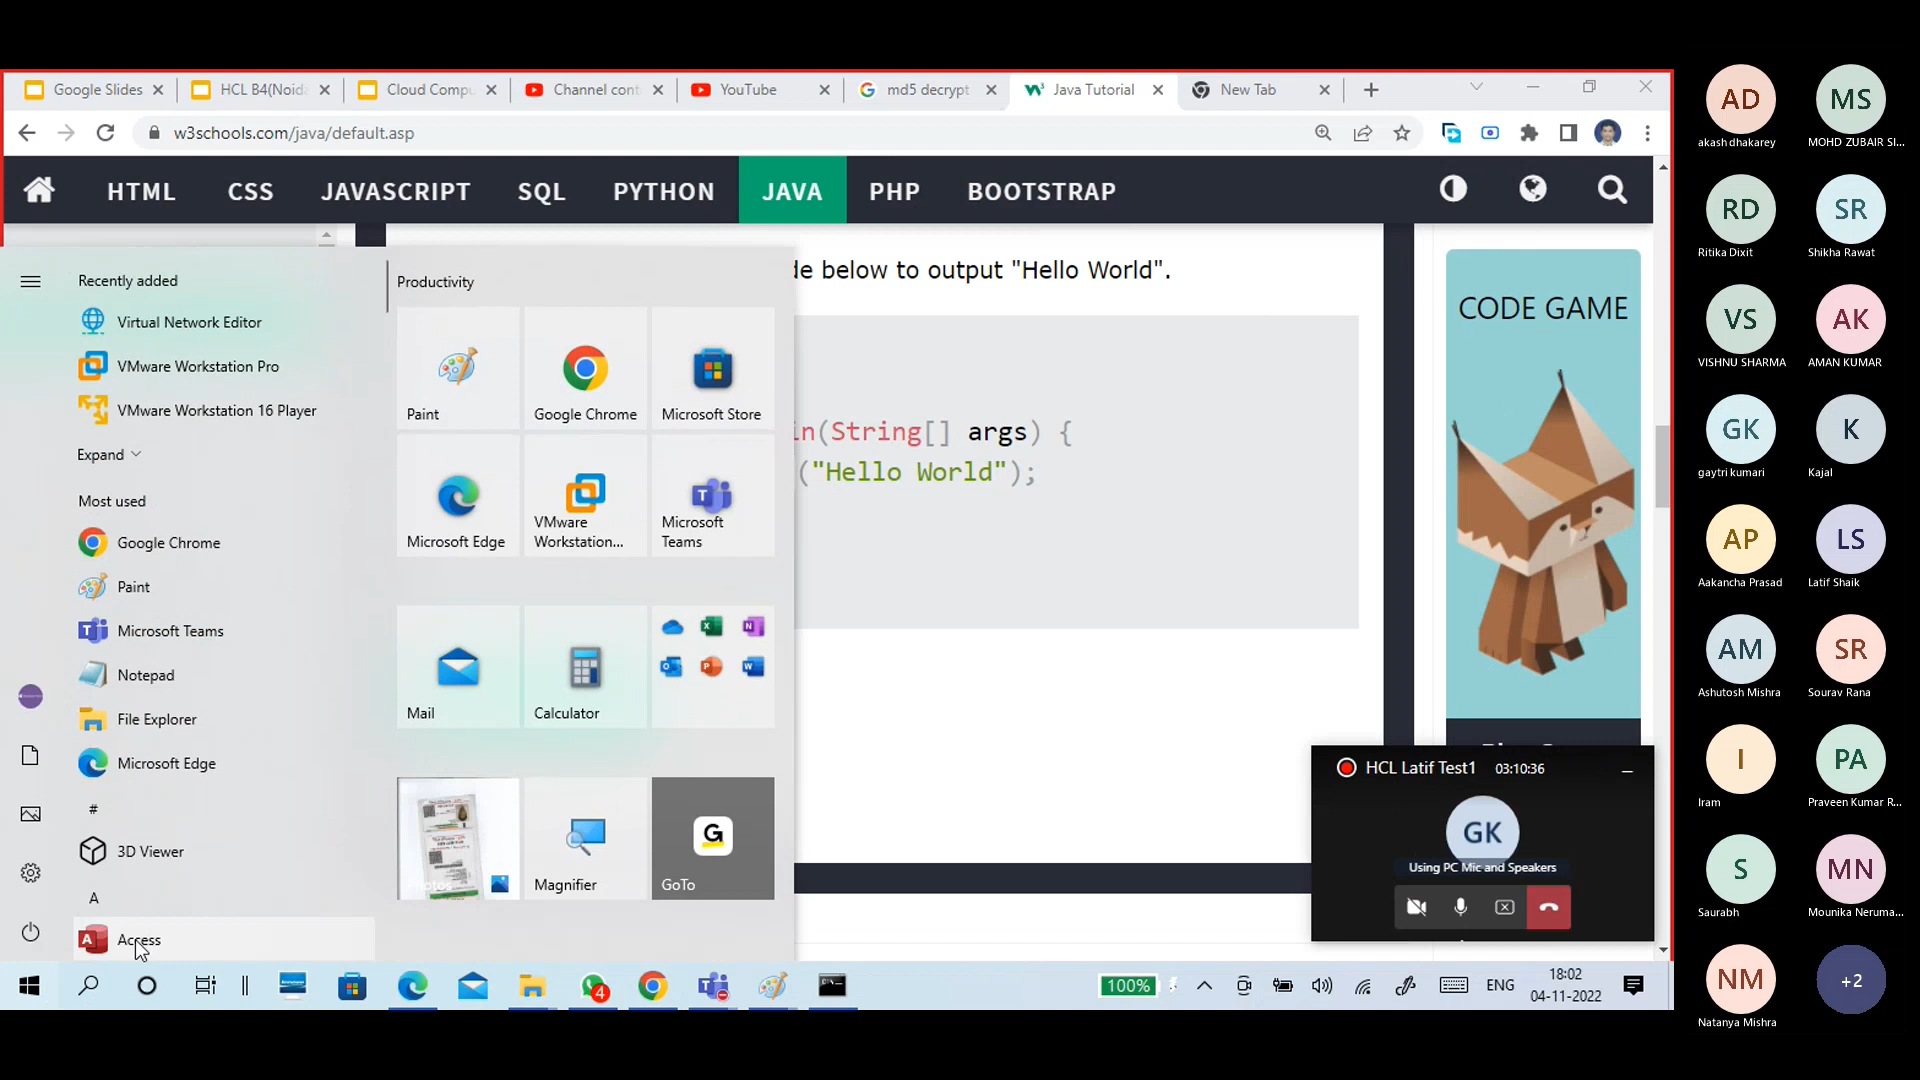 Google Slides
HCL B4(Noida
Cloud Compu
Channel cont
YouTube
md5 decrypt
Java Tutorial
New Tab
w3schools.com/java/default.asp
HTML
CSS
JAVASCRIPT
SQL
PYTHON
JAVA
PHP
BOOTSTRAP
Recently added
Virtual Network Editor
VMware Workstation Pro
VMware Workstation 16 Player
Expand
Most used
Google Chrome
Paint
Microsoft Teams
Notepad
File Explorer
Microsoft Edge
#
3D Viewer
A
Access
Productivity
Paint
Google Chrome
Microsoft Store
Microsoft Edge
VMware
Workstation...
Microsoft
Teams
Mail
Calculator
Photos
Magnifier
GoTo
de below to output "Hello World".
in(String[] args) {
("Hello World");
CODE GAME
HCL Latif Test1 03:10:36
GK
Using PC Mic and Speakers
4
100%
ENG
18:02
04-11-2022
AD
akash dhakarey
MS
MOHD ZUBAIR SI...
RD
Ritika Dixit
SR
Shikha Rawat
VS
VISHNU SHARMA
AK
AMAN KUMAR
GK
gaytri kumari
K
Kajal
AP
Aakancha Prasad
LS
Latif Shaik
AM
Ashutosh Mishra
SR
Sourav Rana
I
Iram
PA
Praveen Kumar R...
S
Saurabh
MN
Mounika Neruma...
NM
Natanya Mishra
+2